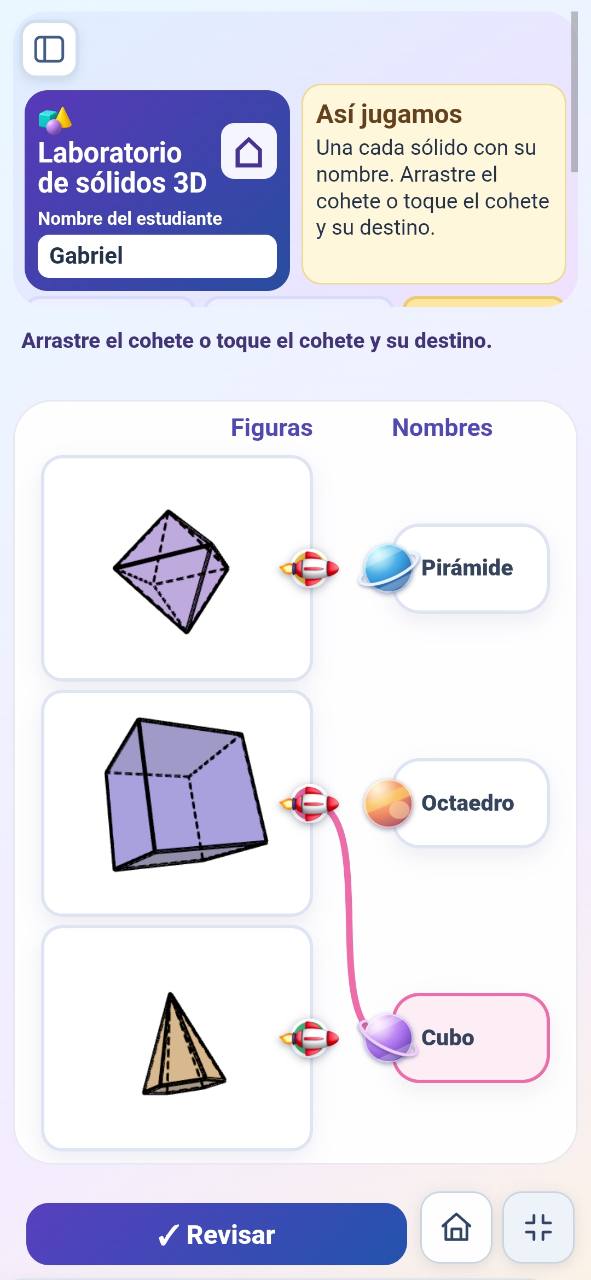 Laboratorio
de sólidos 3D
Nombre del estudiante
Gabriel
Así jugamos
Una cada sólido con su
nombre. Arrastre el
cohete o toque el cohete
y su destino.
Arrastre el cohete o toque el cohete y su destino.
Figuras
Nombres
Pirámide
Octaedro
Cubo
✓ Revisar